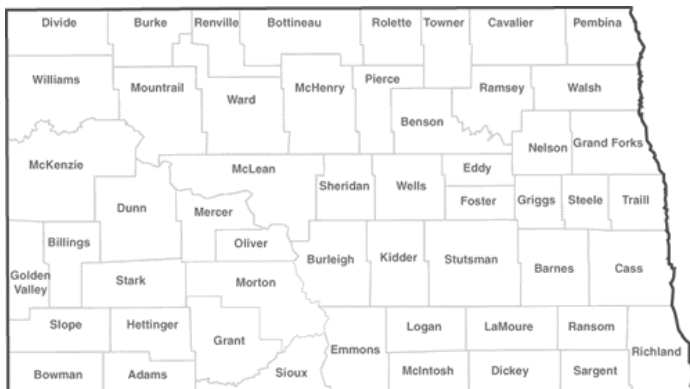 Divide
Burke
Renville
Bottineau
Rolette
Towner
Cavalier
Pembina
Williams
Mountrail
Ward
McHenry
Pierce
Ramsey
Walsh
Benson
Nelson
Grand Forks
McKenzie
McLean
Sheridan
Wells
Eddy
Foster
Griggs
Steele
Traill
Dunn
Mercer
Oliver
Billings
Golden
Valley
Stark
Morton
Burleigh
Kidder
Stutsman
Barnes
Cass
Slope
Hettinger
Grant
Emmons
Logan
LaMoure
Ransom
Richland
Bowman
Adams
Sioux
McIntosh
Dickey
Sargent